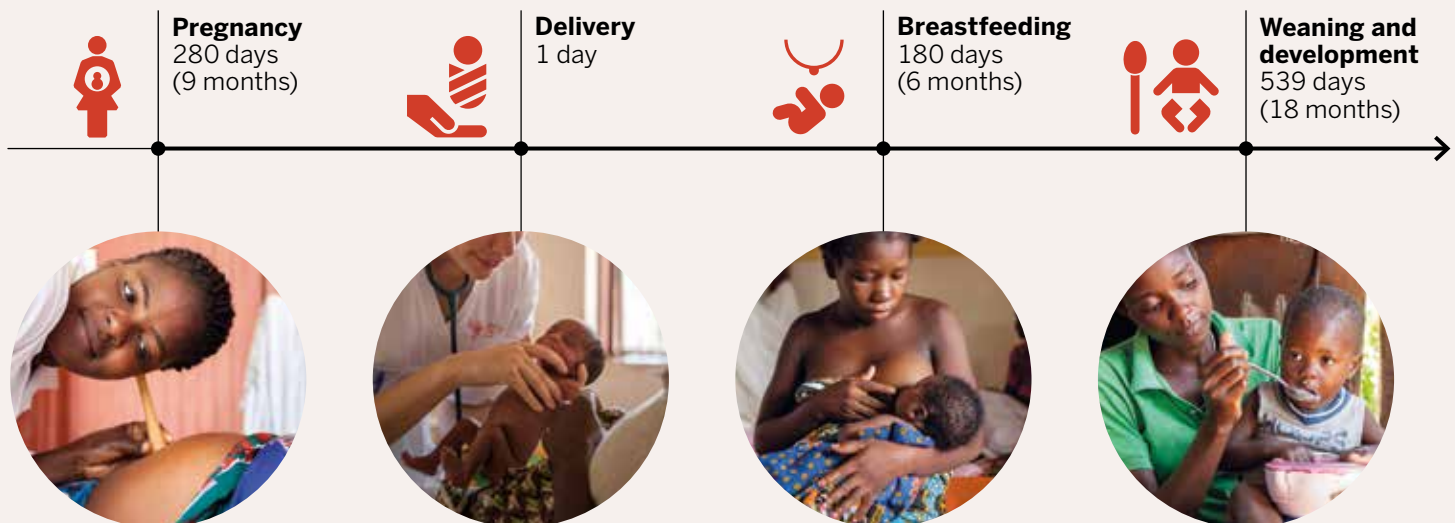 Pregnancy
280 days
(9 months)
Delivery
1 day
Breastfeeding
180 days
(6 months)
Weaning and
development
539 days
(18 months)